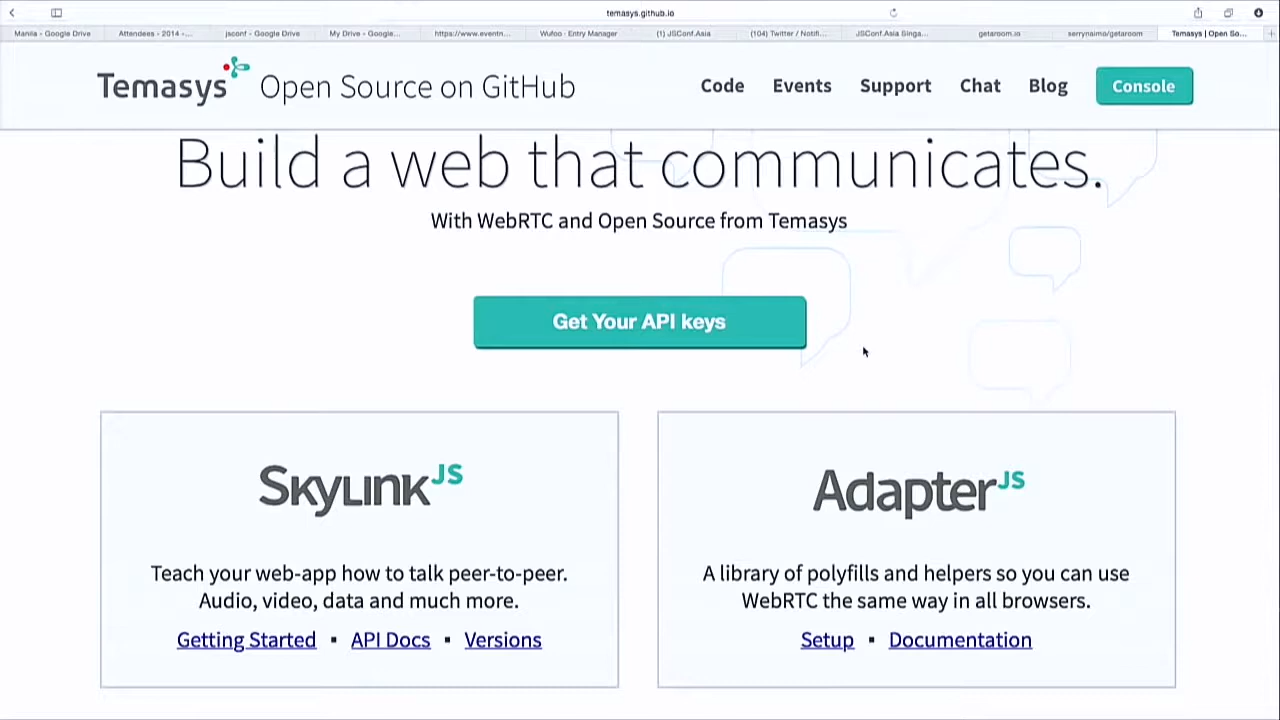 temasys.github.io
Manila - Google Drive
Attendees - 2014 -...
jsconf - Google Drive
My Drive - Google...
https://www.eventn...
Wufoo · Entry Manager
(1) JSConf.Asia
(104) Twitter / Notifi...
JSConf.Asia Singa...
getaroom.io
serrynaimo/getaroom
Temasys | Open So...
Temasys Open Source on GitHub
Code Events Support Chat Blog Console
Build a web that communicates.
With WebRTC and Open Source from Temasys
Get Your API keys
SkyLink JS
Teach your web-app how to talk peer-to-peer.
Audio, video, data and much more.
Getting Started ▪ API Docs ▪ Versions
Adapter JS
A library of polyfills and helpers so you can use
WebRTC the same way in all browsers.
Setup ▪ Documentation